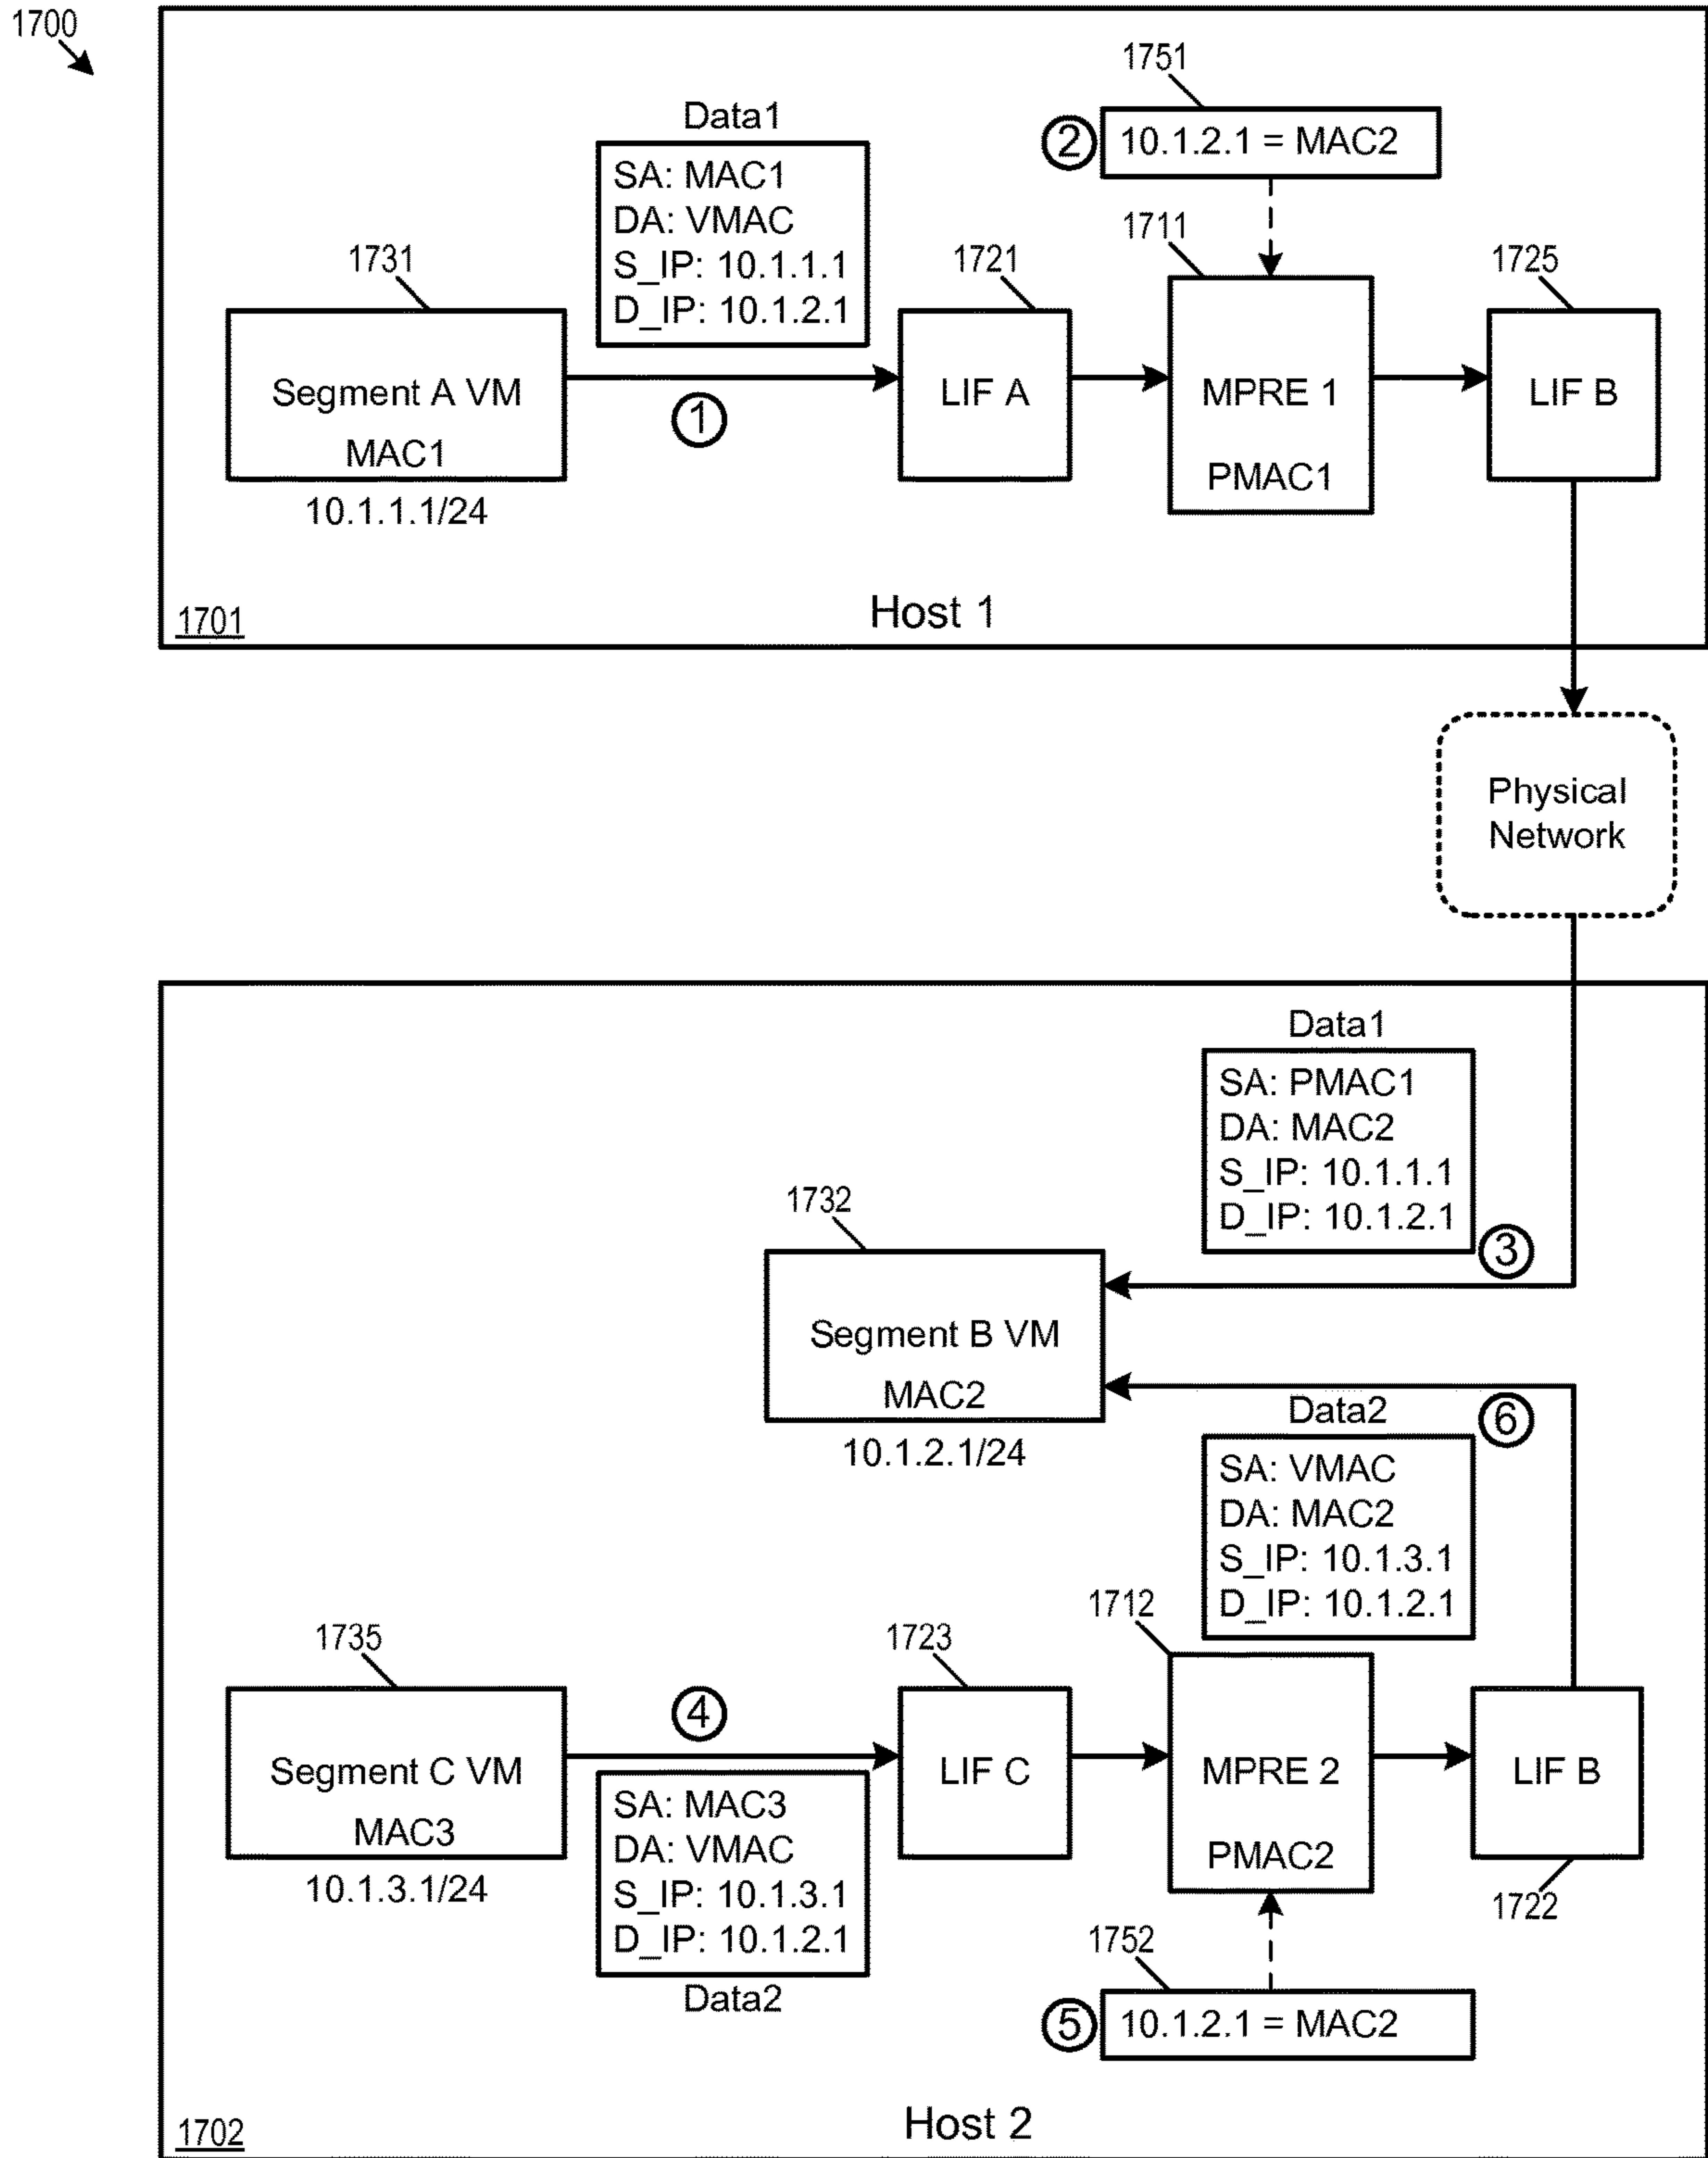 1700
1751
Data1
② 10.1.2.1 = MAC2
SA: MAC1
DA: VMAC
S_IP: 10.1.1.1
D_IP: 10.1.2.1
1731
1721
1711
1725
Segment A VM
MAC1
10.1.1.1/24
①
LIF A
MPRE 1
PMAC1
LIF B
1701
Host 1
Physical
Network
Data1
SA: PMAC1
DA: MAC2
S_IP: 10.1.1.1
D_IP: 10.1.2.1
③
1732
Segment B VM
MAC2
10.1.2.1/24
Data2
⑥
SA: VMAC
DA: MAC2
S_IP: 10.1.3.1
D_IP: 10.1.2.1
1735
1723
1712
④
Segment C VM
MAC3
10.1.3.1/24
SA: MAC3
DA: VMAC
S_IP: 10.1.3.1
D_IP: 10.1.2.1
Data2
LIF C
MPRE 2
PMAC2
LIF B
1722
1752
⑤ 10.1.2.1 = MAC2
1702
Host 2